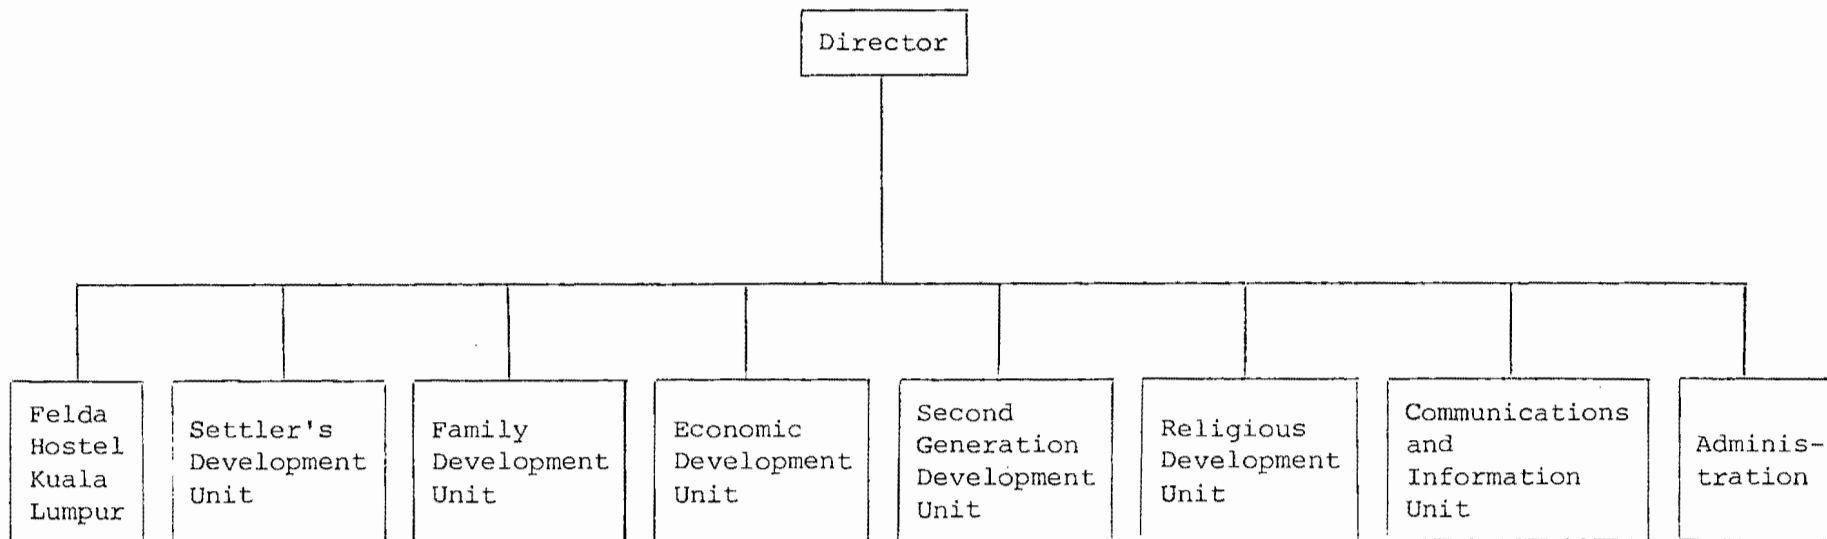 Director
Felda
Hostel
Kuala
Lumpur
Settler's
Development
Unit
Family
Development
Unit
Economic
Development
Unit
Second
Generation
Development
Unit
Religious
Development
Unit
Communications
and
Information
Unit
Adminis-
tration